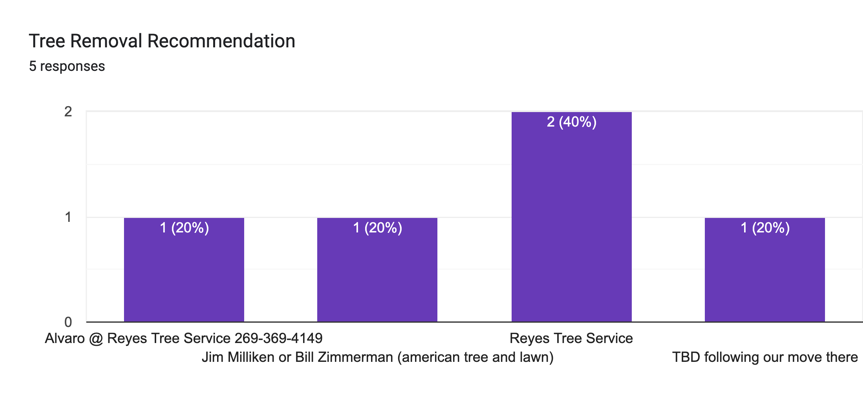 Tree Removal Recommendation
5 responses
2
2 (40%)
1
1 (20%)
1 (20%)
1 (20%)
0
Alvaro @ Reyes Tree Service 269-369-4149
Reyes Tree Service
Jim Milliken or Bill Zimmerman (american tree and lawn)
TBD following our move there